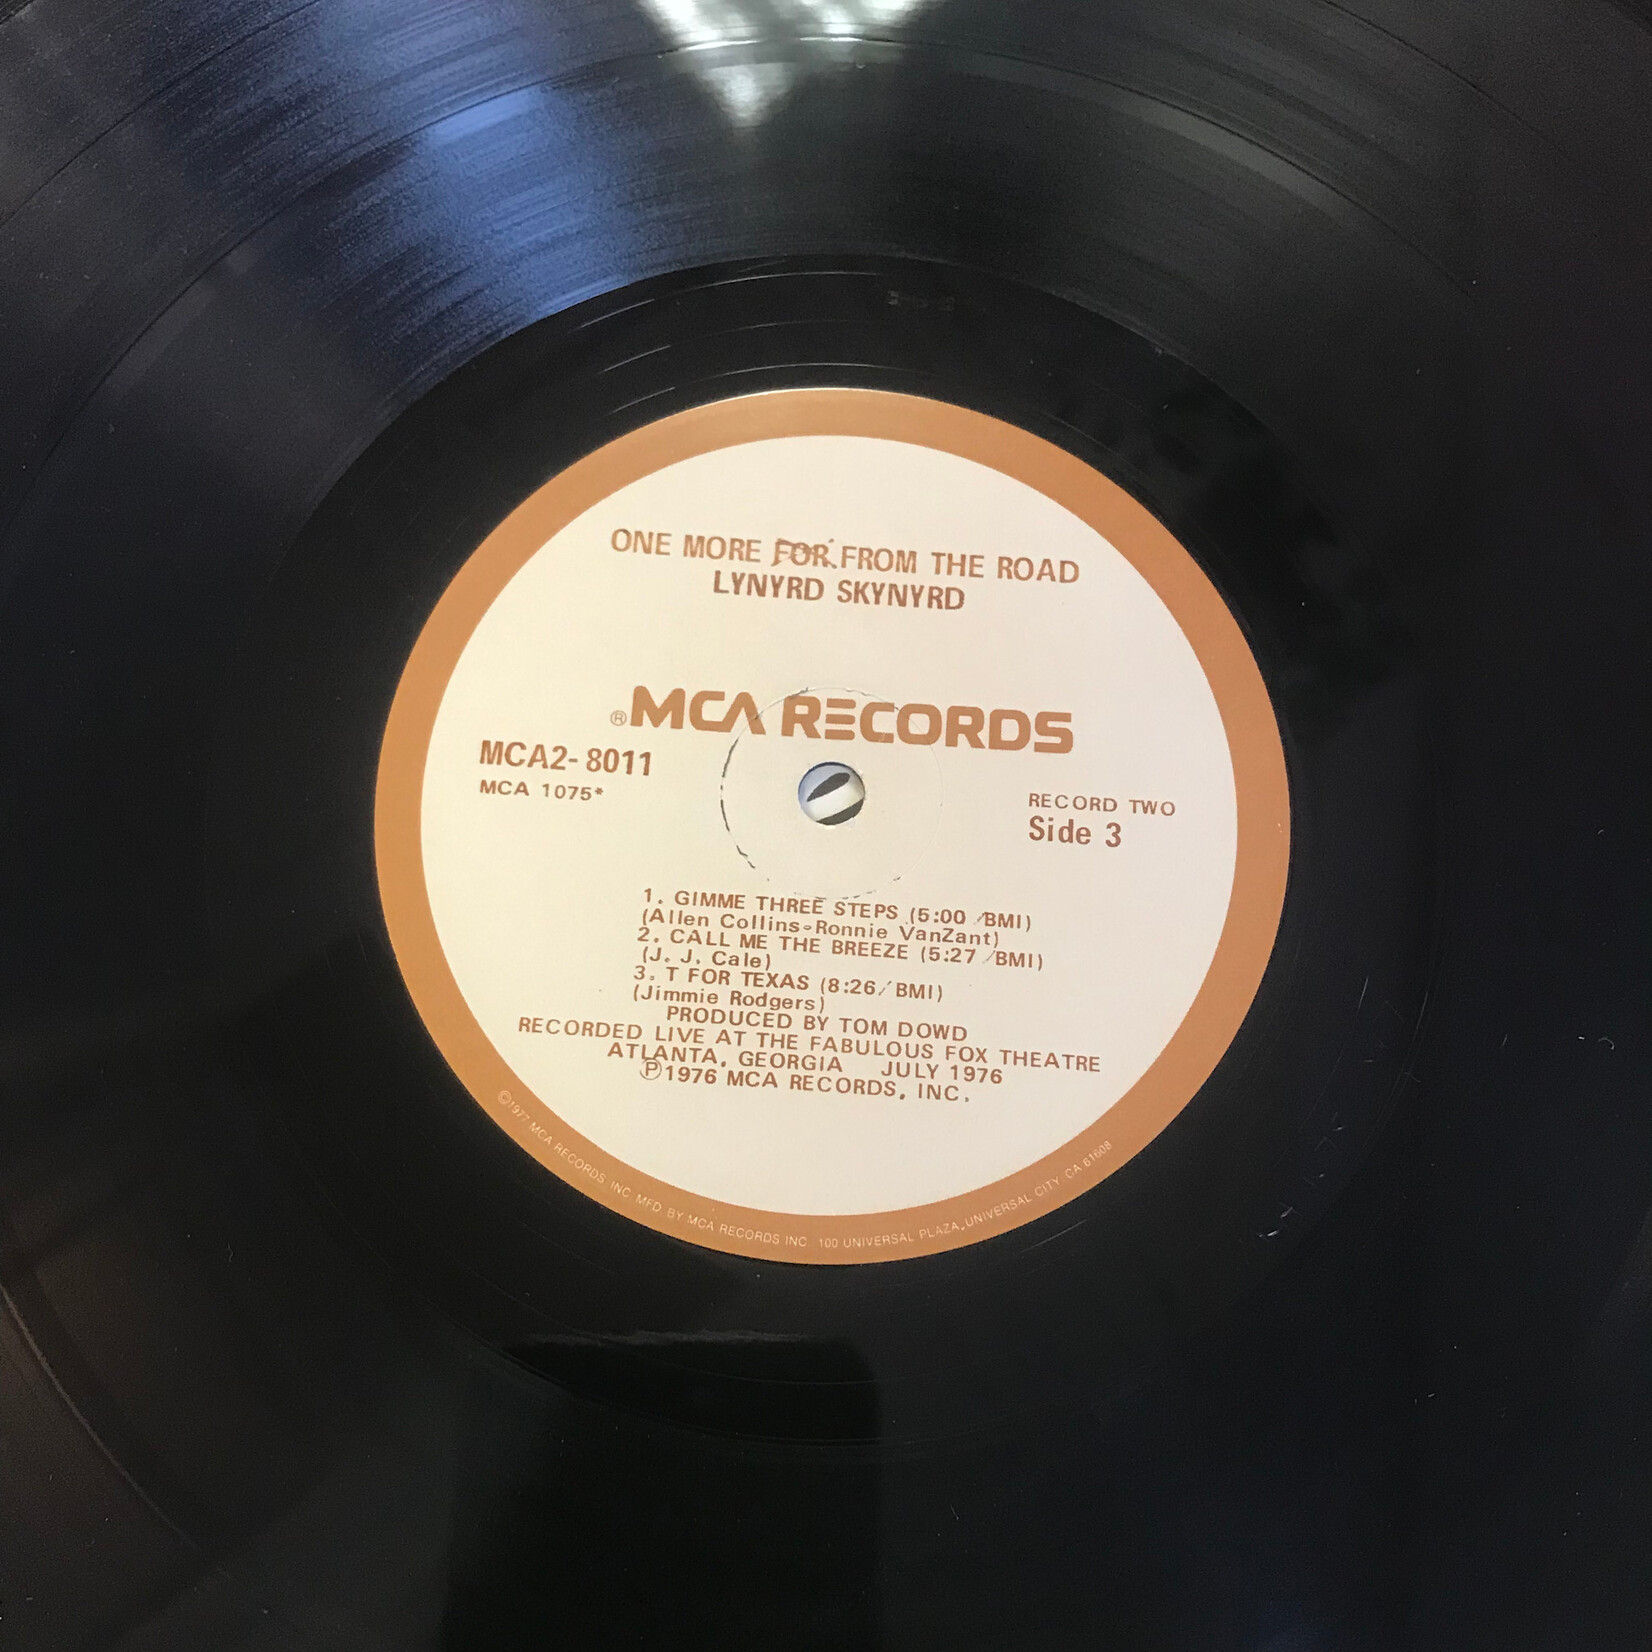 ONE MORE FOR FROM THE ROAD
LYNYRD SKYNYRD
®MCA RECORDS
MCA2-8011
MCA 1075*
RECORD TWO
Side 3
1. GIMME THREE STEPS (5:00 / BMI)
(Allen Collins-Ronnie VanZant)
2. CALL ME THE BREEZE (5:27 / BMI)
(J. J. Cale)
3. T FOR TEXAS (8:26 / BMI)
(Jimmie Rodgers)
PRODUCED BY TOM DOWD
RECORDED LIVE AT THE FABULOUS FOX THEATRE
ATLANTA, GEORGIA JULY 1976
℗1976 MCA RECORDS, INC.
©1977 MCA RECORDS INC. MFD. BY MCA RECORDS INC. 100 UNIVERSAL PLAZA, UNIVERSAL CITY. CA 61608